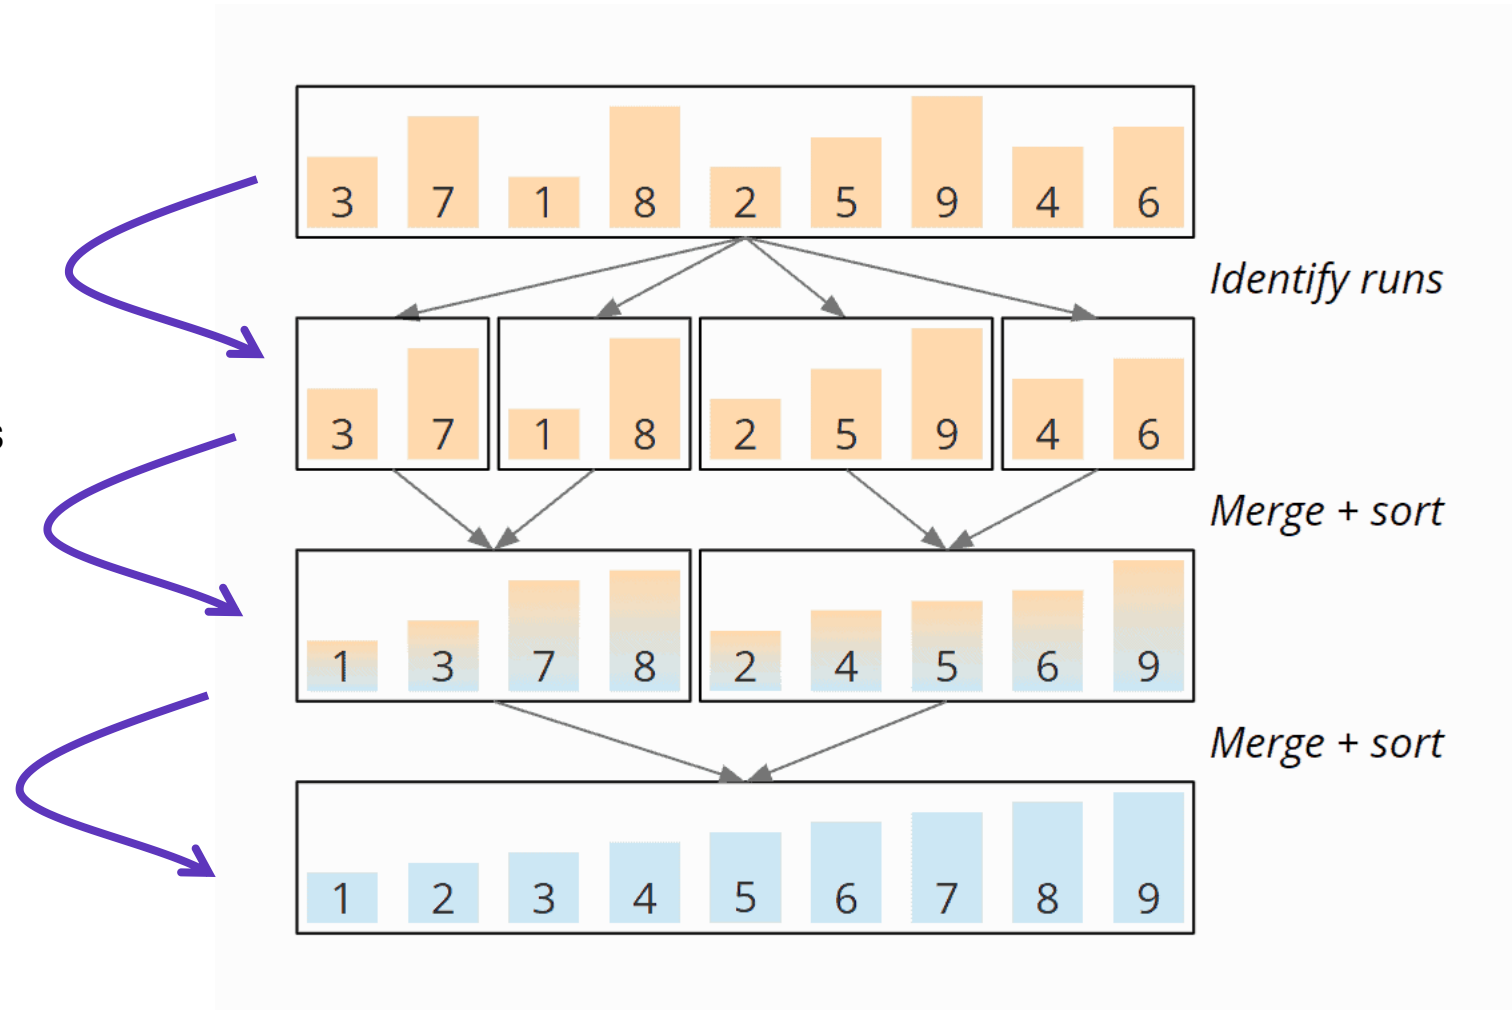 3 7 1 8 2 5 9 4 6
Identify runs
3 7 1 8 2 5 9 4 6
s
Merge + sort
1 3 7 8 2 4 5 6 9
Merge + sort
1 2 3 4 5 6 7 8 9